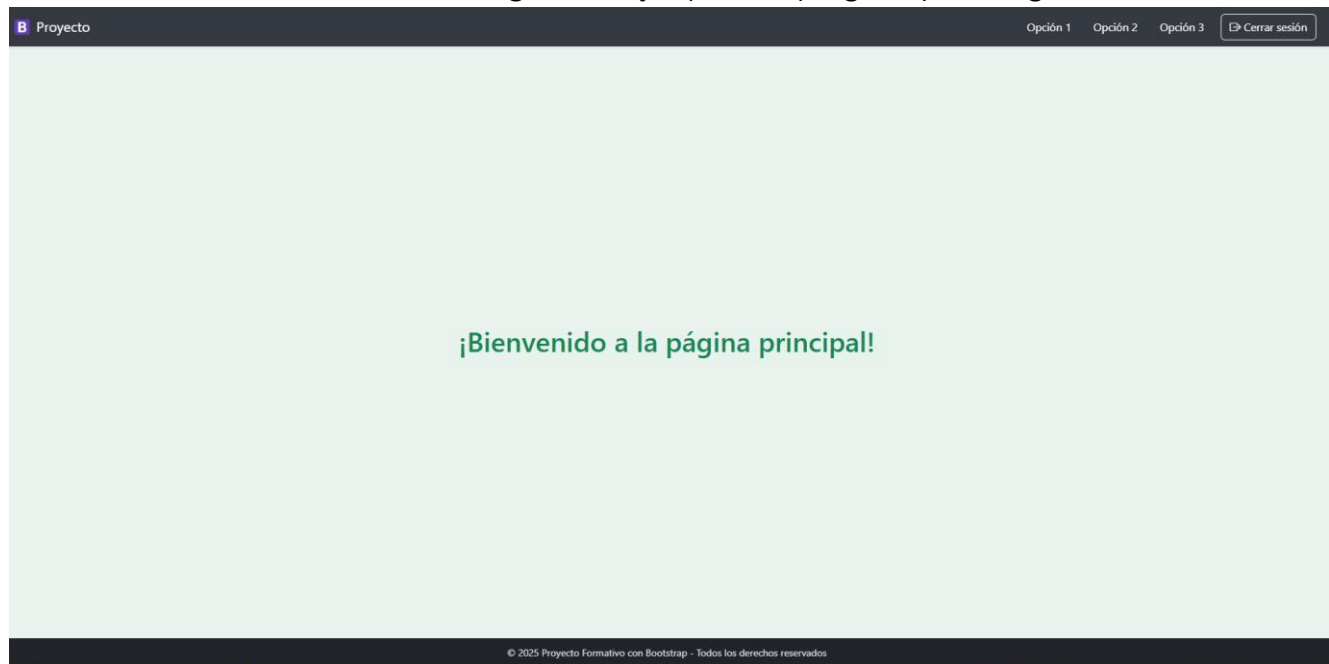 B Proyecto
Opción 1 Opción 2 Opción 3 Cerrar sesión
¡Bienvenido a la página principal!
© 2025 Proyecto Formativo con Bootstrap - Todos los derechos reservados